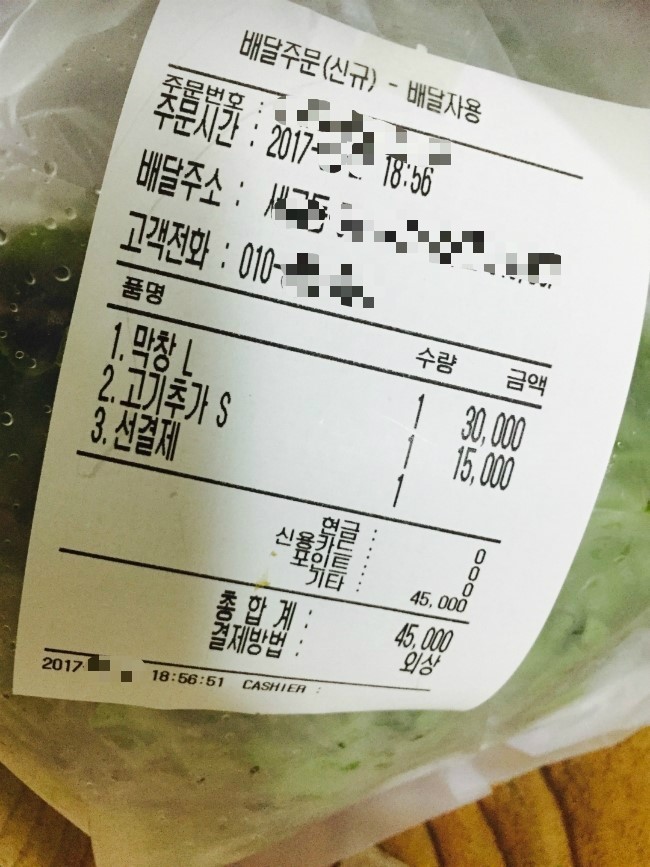 배달주문(신규) - 배달자용
주문번호 :
주문시간 : 2017- 18:56
배달주소 :
고객전화 : 010-
품명 수량 금액
1. 막창 L 1 30,000
2. 고기추가 S 1 15,000
3. 선결제 1
현금 : 0
신용카드 : 0
포인트 : 0
기타 : 45,000
총 합 계 : 45,000
결제방법 : 외상
2017- 18:56:51 CASHIER :